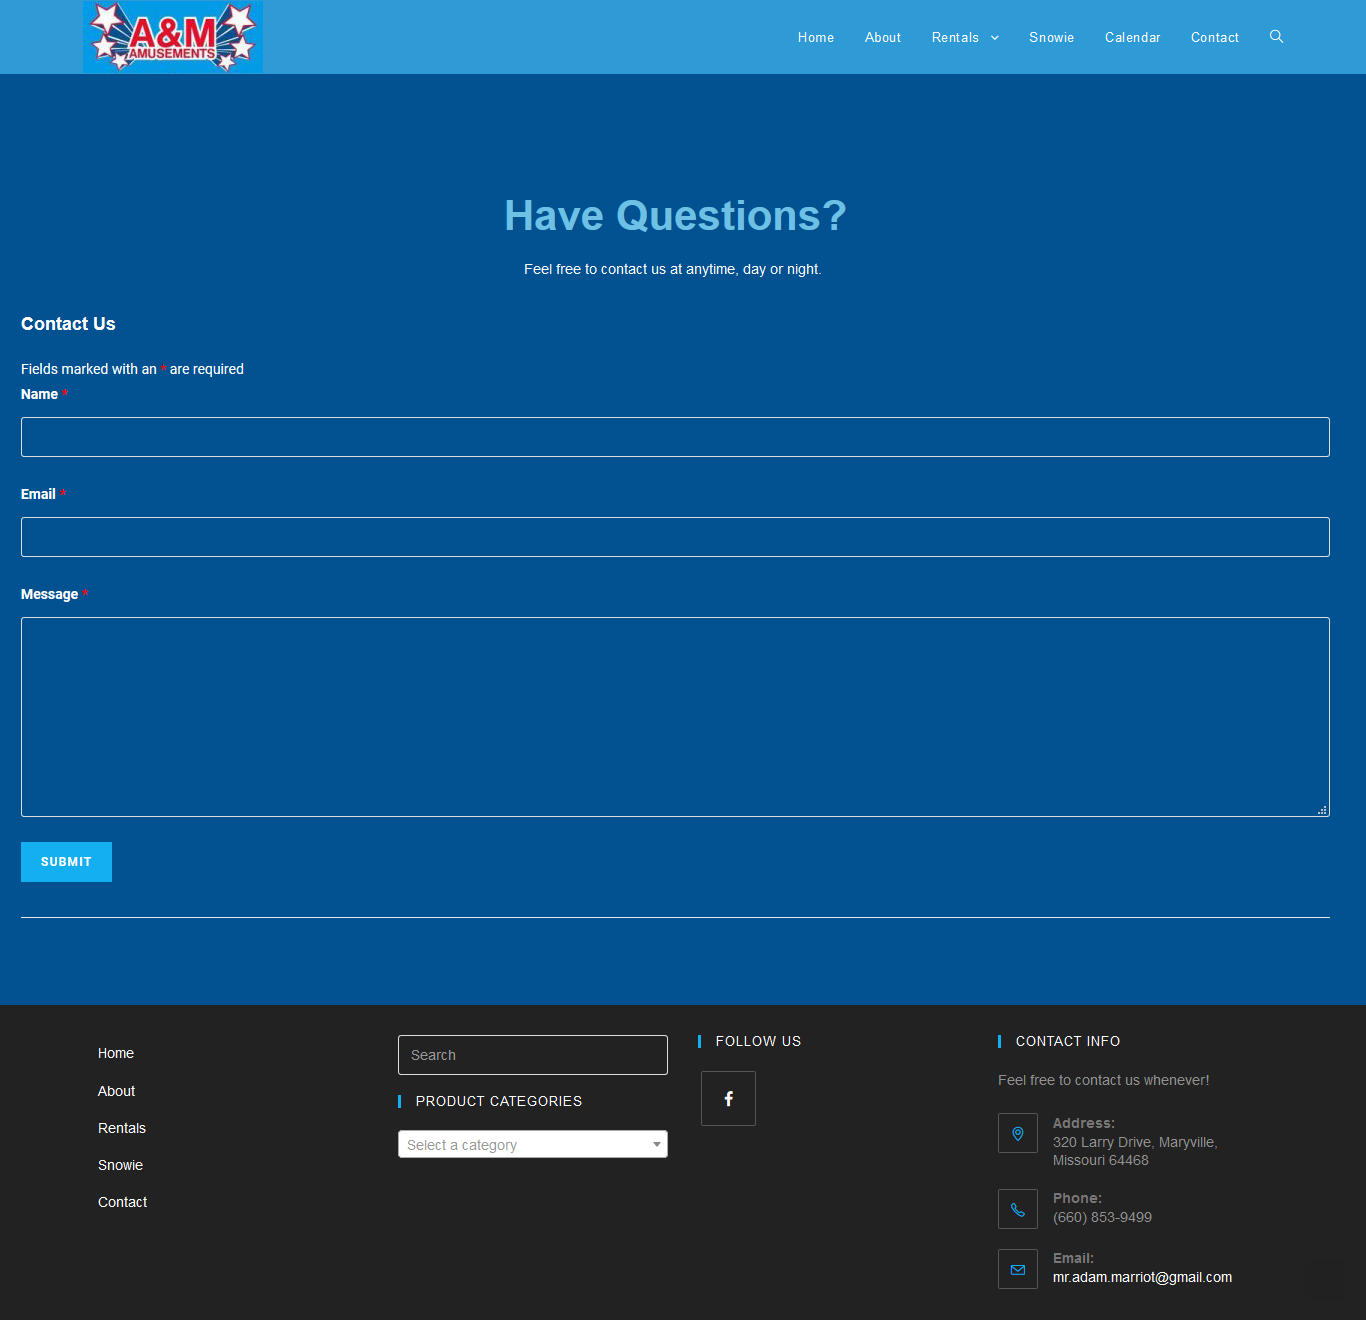 A&M
AMUSEMENTS
Home
About
Rentals
Snowie
Calendar
Contact
Have Questions?
Feel free to contact us at anytime, day or night.
Contact Us
Fields marked with an * are required
Name *
Email *
Message *
SUBMIT
Home
About
Rentals
Snowie
Contact
Search
PRODUCT CATEGORIES
Select a category
FOLLOW US
CONTACT INFO
Feel free to contact us whenever!
Address:
320 Larry Drive, Maryville,
Missouri 64468
Phone:
(660) 853-9499
Email:
mr.adam.marriot@gmail.com